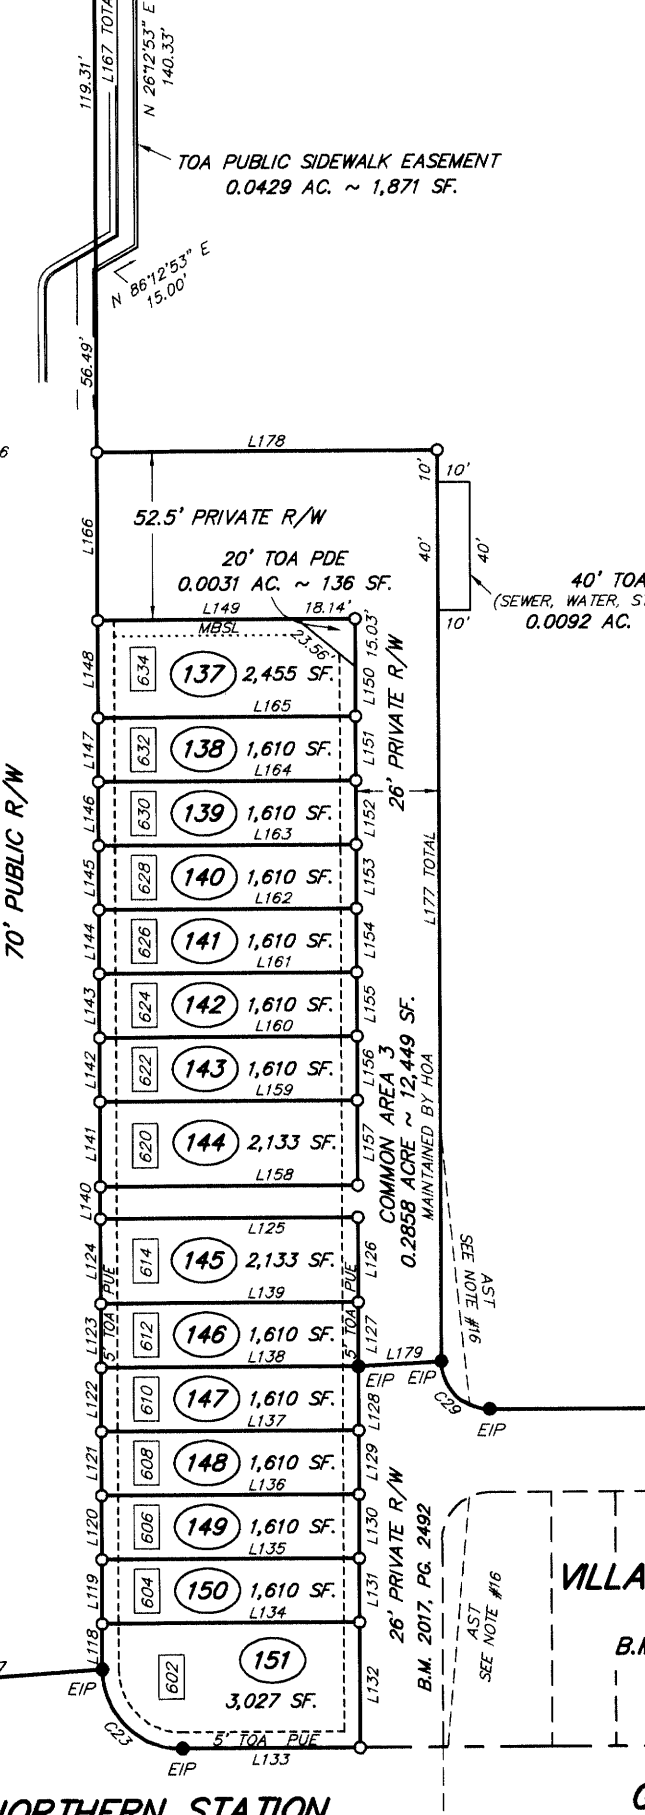 119.31'
L167 TOTA
N 26°12'53" E
140.33'
TOA PUBLIC SIDEWALK EASEMENT
0.0429 AC. ~ 1,871 SF.
N 86°12'53" E
15.00'
56.49'
6
L178
10'
10'
52.5' PRIVATE R/W
L166
40'
40'
20' TOA PDE
0.0031 AC. ~ 136 SF.
40' TOA
(SEWER, WATER, ST
0.0092 AC.
10'
L149
18.14'
MBSL
23.56'
15.03'
L148
634
137
2,455 SF.
L150
L165
26' PRIVATE R/W
L147
632
138
1,610 SF.
L151
L164
L146
630
139
1,610 SF.
L152
L163
70' PUBLIC R/W
L145
628
140
1,610 SF.
L153
L177 TOTAL
L162
L144
626
141
1,610 SF.
L154
L161
L143
624
142
1,610 SF.
L155
L160
L142
622
143
1,610 SF.
L156
L159
COMMON AREA 3
0.2858 ACRE ~ 12,449 SF.
MAINTAINED BY HOA
L141
620
144
2,133 SF.
L157
L158
L140
L125
L124
614
145
2,133 SF.
L126
L139
AST
SEE NOTE #16
5' TOA PUE
5' TOA PUE
L123
612
146
1,610 SF.
L127
L138
L179
EIP
EIP
C29
EIP
L122
610
147
1,610 SF.
L128
L137
L121
608
148
1,610 SF.
L129
L136
L120
606
149
1,610 SF.
L130
L135
26' PRIVATE R/W
B.M. 2017, PG. 2492
AST
SEE NOTE #16
VILLA
L119
604
150
1,610 SF.
L131
L134
B.M
L118
602
151
3,027 SF.
L132
7
EIP
C23
5' TOA PUE
L133
EIP
NORTHERN STATION